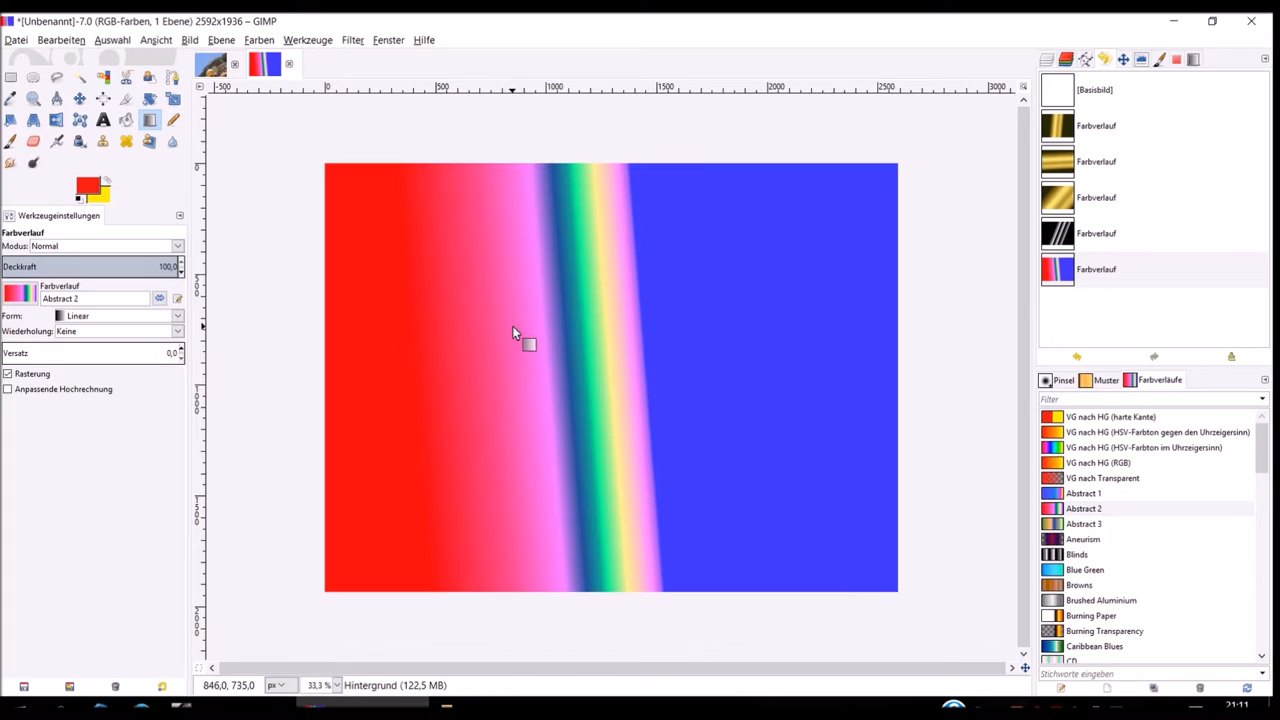 *[Unbenannt]-7.0 (RGB-Farben, 1 Ebene) 2592x1936 – GIMP
Datei Bearbeiten Auswahl Ansicht Bild Ebene Farben Werkzeuge Filter Fenster Hilfe
-500 0 500 1000 1500 2000 2500 3000
0
500
1000
1500
2000
Werkzeugeinstellungen
Farbverlauf
Modus: Normal
Deckkraft 100,0
Farbverlauf
Abstract 2
Form: Linear
Wiederholung: Keine
Versatz 0,0
Rasterung
Anpassende Hochrechnung
[Basisbild]
Farbverlauf
Farbverlauf
Farbverlauf
Farbverlauf
Farbverlauf
Pinsel Muster Farbverläufe
Filter
VG nach HG (harte Kante)
VG nach HG (HSV-Farbton gegen den Uhrzeigersinn)
VG nach HG (HSV-Farbton im Uhrzeigersinn)
VG nach HG (RGB)
VG nach Transparent
Abstract 1
Abstract 2
Abstract 3
Aneurism
Blinds
Blue Green
Browns
Brushed Aluminium
Burning Paper
Burning Transparency
Caribbean Blues
CD
Stichworte eingeben
846,0, 735,0 px 33,3 % Hintergrund (122,5 MB)
21:11